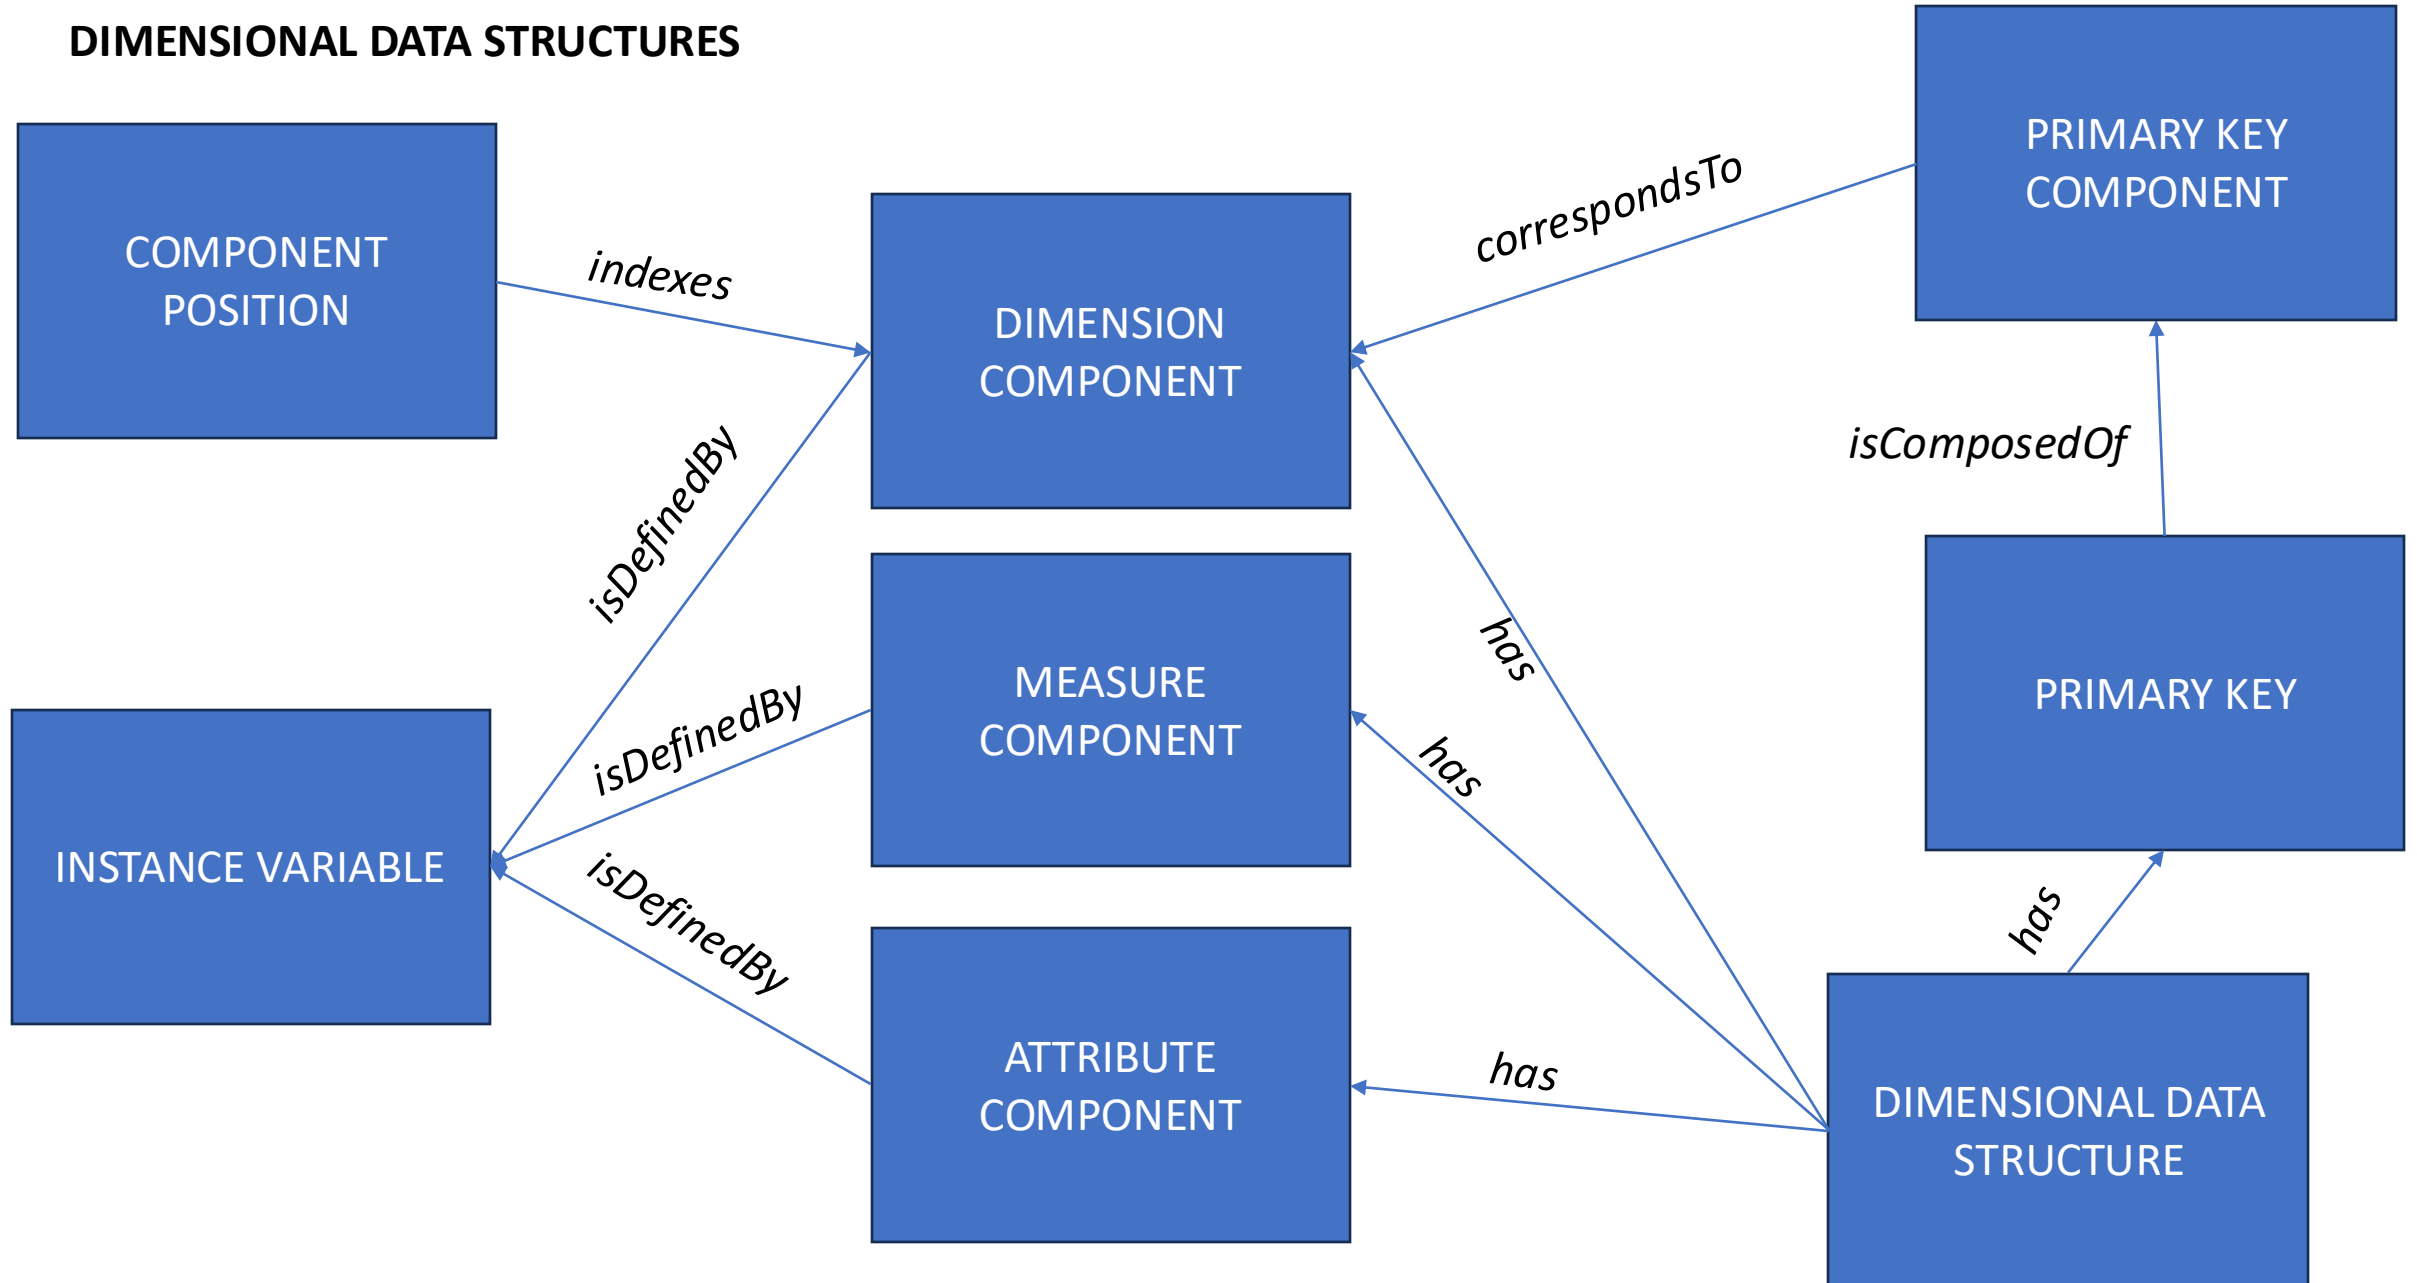 DIMENSIONAL DATA STRUCTURES
PRIMARY KEY
COMPONENT
COMPONENT
POSITION
indexes
correspondsTo
DIMENSION
COMPONENT
isDefinedBy
isComposedOf
has
MEASURE
COMPONENT
PRIMARY KEY
isDefinedBy
has
INSTANCE VARIABLE
isDefinedBy
has
ATTRIBUTE
COMPONENT
has
DIMENSIONAL DATA
STRUCTURE